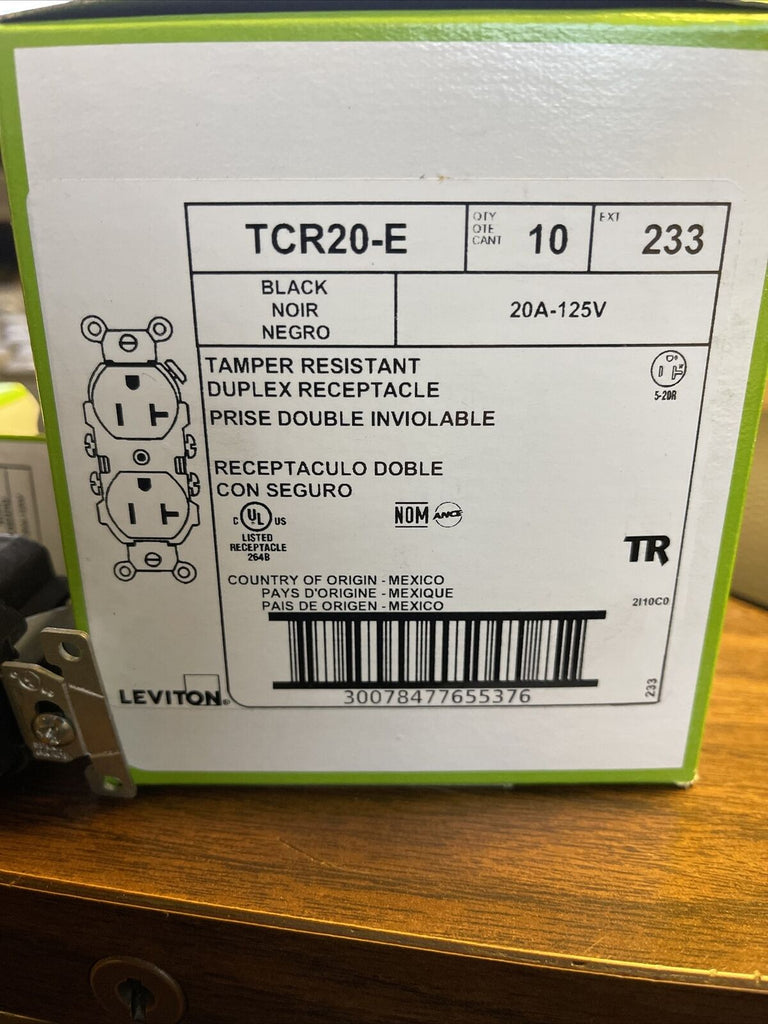 TCR20-E
QTY
QTE
CANT
10
EXT
233
BLACK
NOIR
NEGRO
20A-125V
TAMPER RESISTANT
DUPLEX RECEPTACLE
PRISE DOUBLE INVIOLABLE
5-20R
RECEPTACULO DOBLE
CON SEGURO
C UL US
LISTED
RECEPTACLE
264B
NOM ANCE
TR
COUNTRY OF ORIGIN - MEXICO
PAYS D'ORIGINE - MEXIQUE
PAIS DE ORIGEN - MEXICO
2I10C0
30078477655376
233
LEVITON®